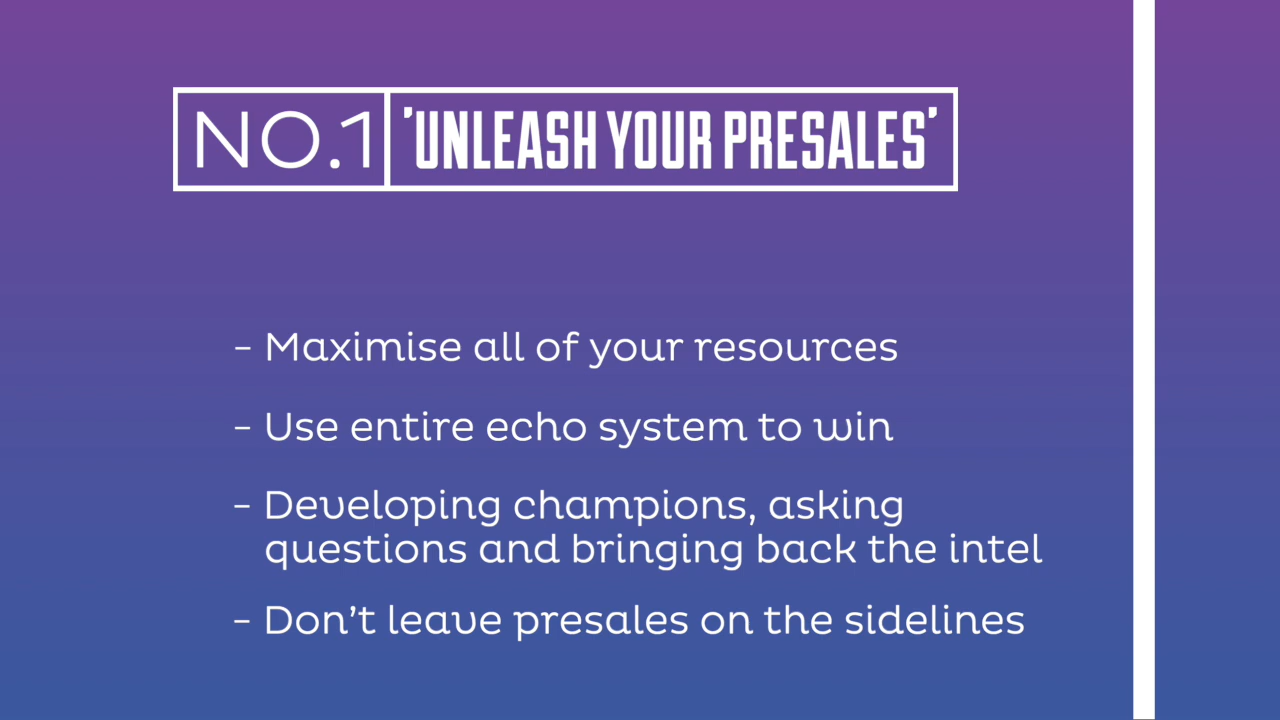 NO.1 'UNLEASH YOUR PRESALES'
- Maximise all of your resources
- Use entire echo system to win
- Developing champions, asking
questions and bringing back the intel
- Don't leave presales on the sidelines